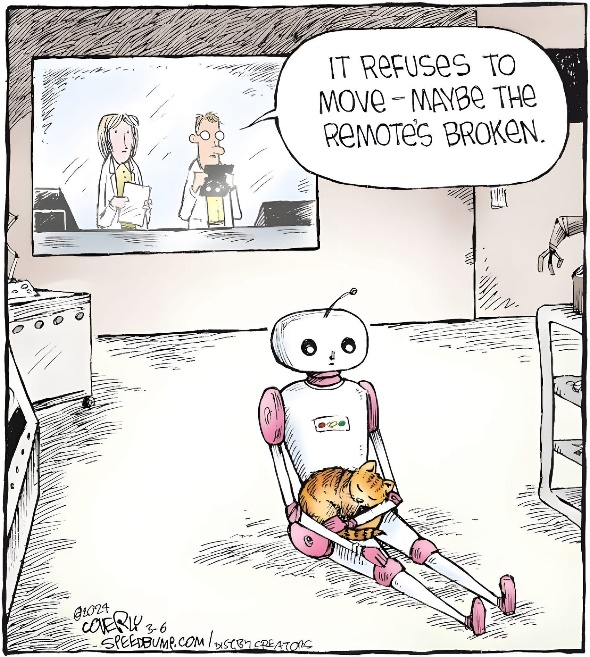 IT REFUSES TO
MOVE – MAYBE THE
REMOTE'S BROKEN.
©2024
COVERLY 3-6
SPEEDBUMP.COM / DIST. BY CREATORS